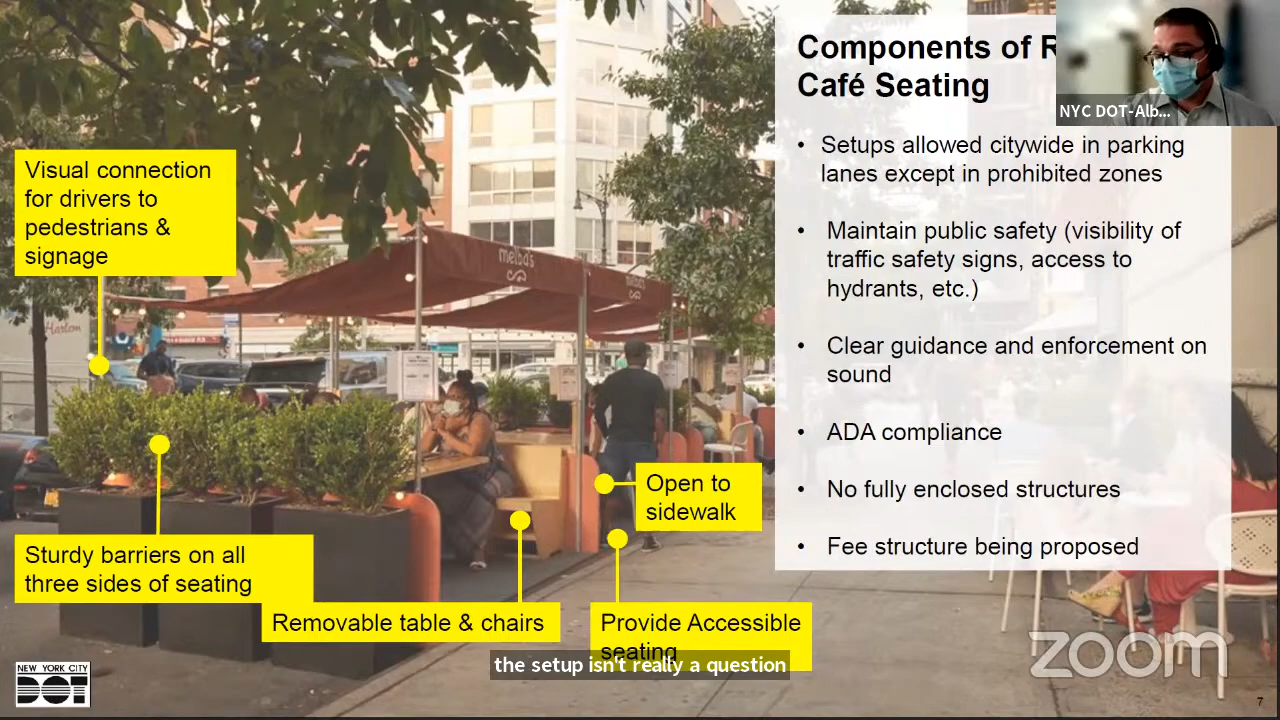 Components of R
Café Seating
NYC DOT-Alb...
• Setups allowed citywide in parking
lanes except in prohibited zones
• Maintain public safety (visibility of
traffic safety signs, access to
hydrants, etc.)
• Clear guidance and enforcement on
sound
• ADA compliance
• No fully enclosed structures
• Fee structure being proposed
Visual connection
for drivers to
pedestrians &
signage
melba's
melba's
Harlem
Open to
sidewalk
Sturdy barriers on all
three sides of seating
Removable table & chairs
Provide Accessible
seating
the setup isn't really a question
NEW YORK CITY
DOT
zoom
7